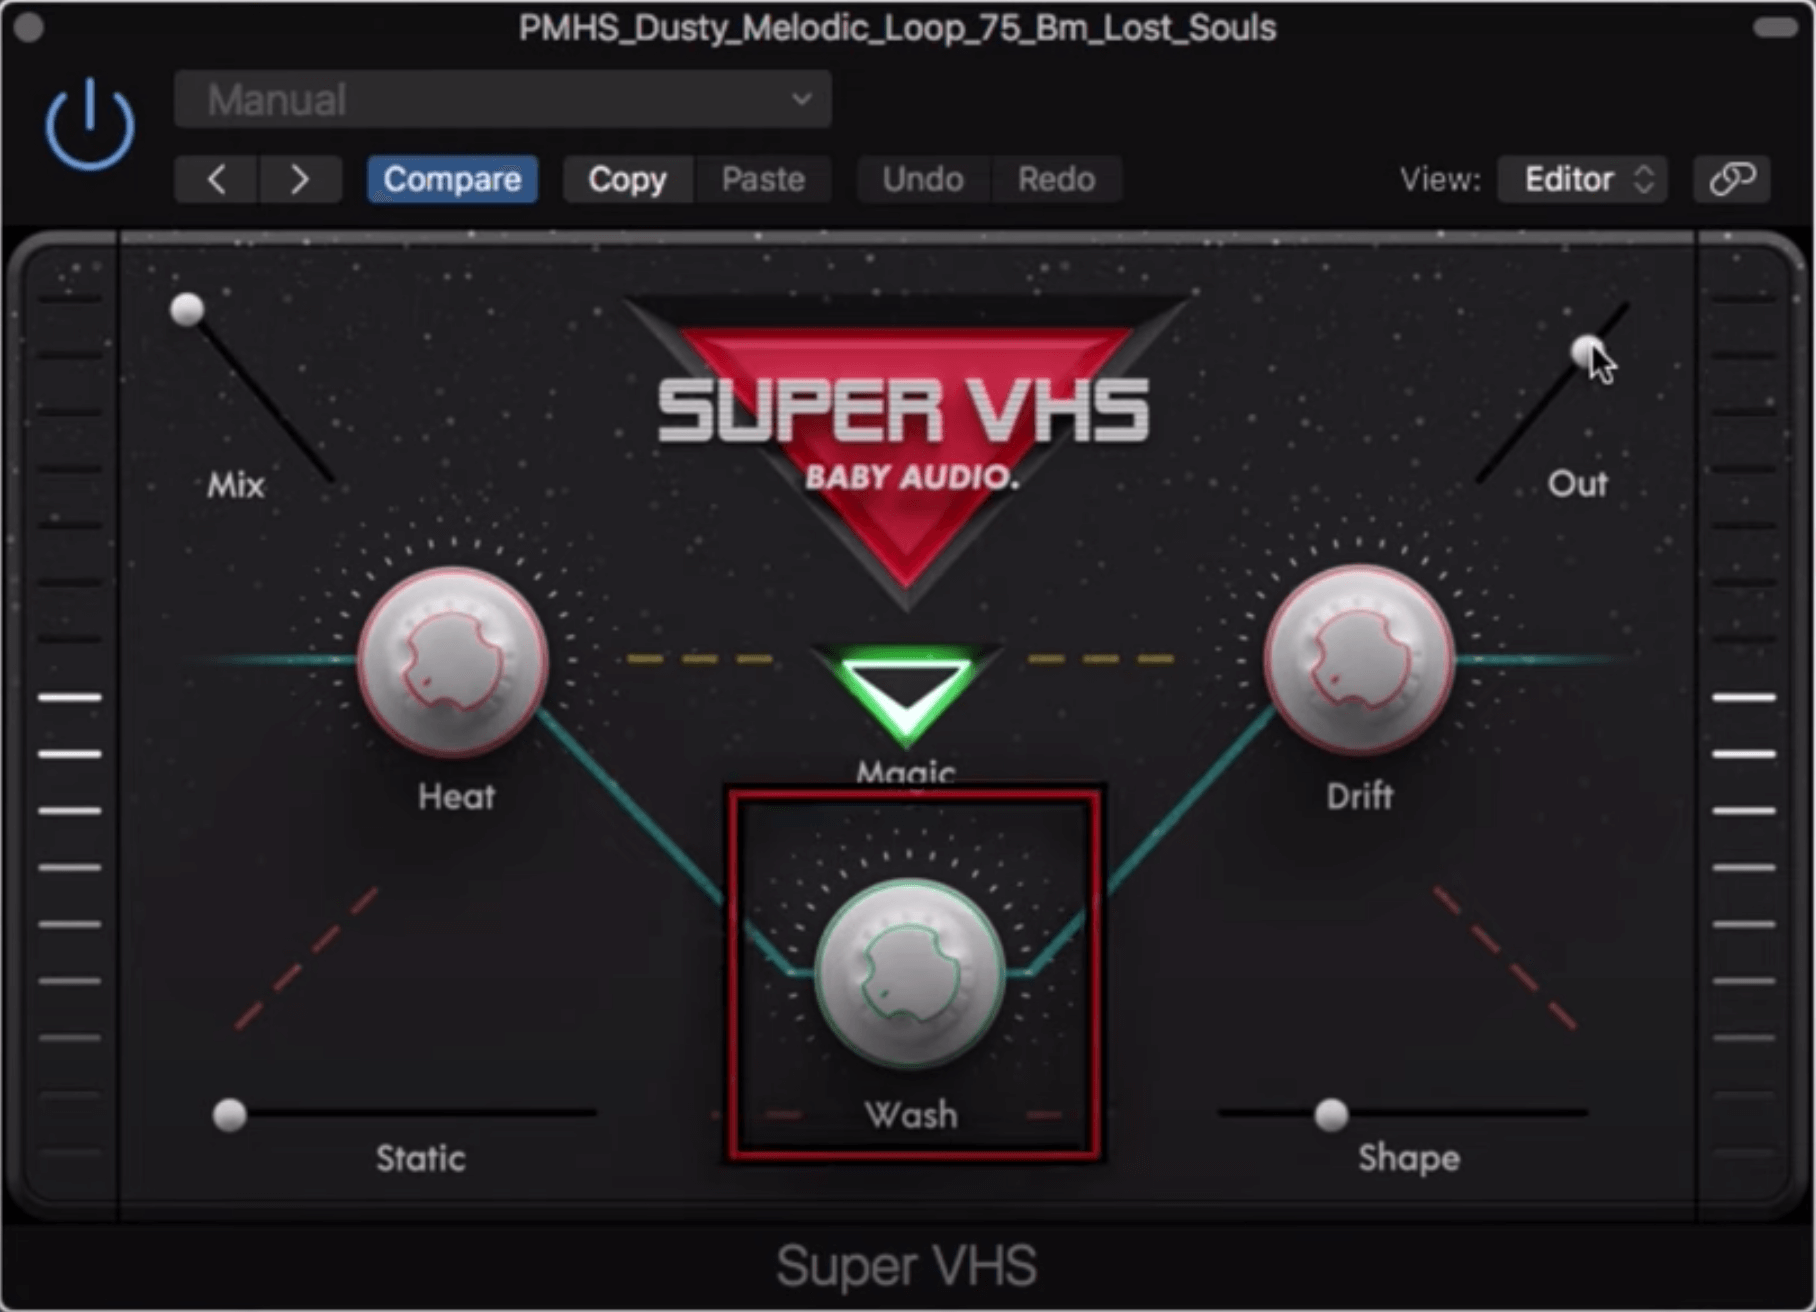 PMHS_Dusty_Melodic_Loop_75_Bm_Lost_Souls
Manual
Compare Copy Paste Undo Redo View: Editor
SUPER VHS
BABY AUDIO.
Mix
Out
Magic
Heat
Drift
Wash
Static
Shape
Super VHS